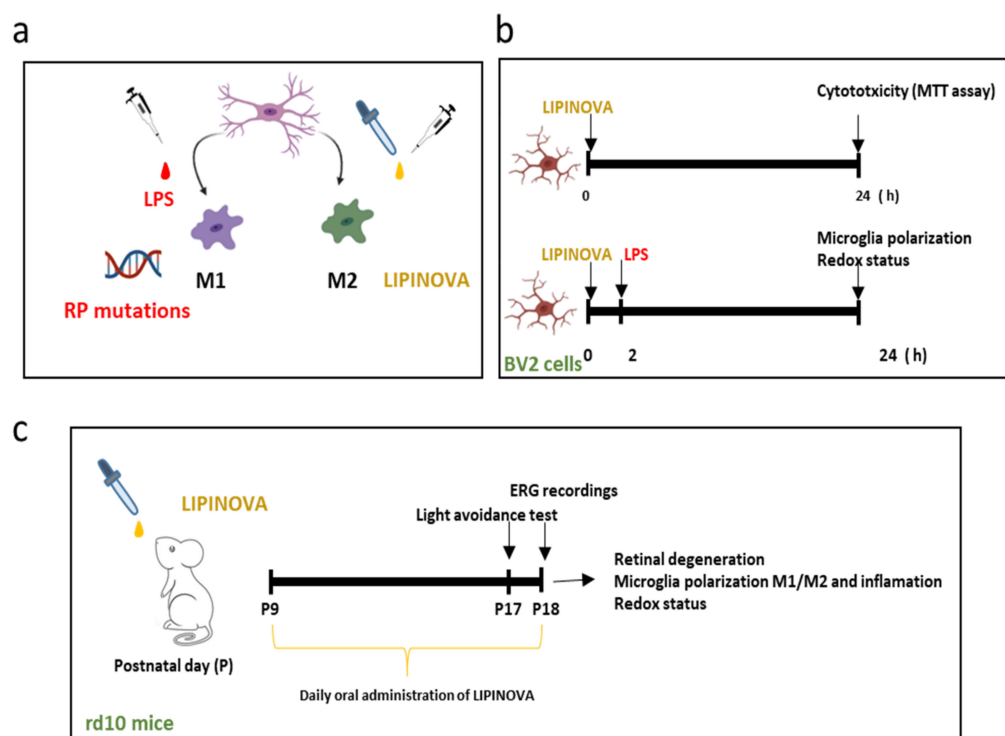 a
LPS
RP mutations
M1
M2
LIPINOVA
b
LIPINOVA
Cytototxicity (MTT assay)
0
24 ( h)
LIPINOVA
LPS
Microglia polarization
Redox status
0
2
24 ( h)
BV2 cells
c
LIPINOVA
ERG recordings
Light avoidance test
P9
P17
P18
Retinal degeneration
Microglia polarization M1/M2 and inflamation
Redox status
Postnatal day (P)
Daily oral administration of LIPINOVA
rd10 mice